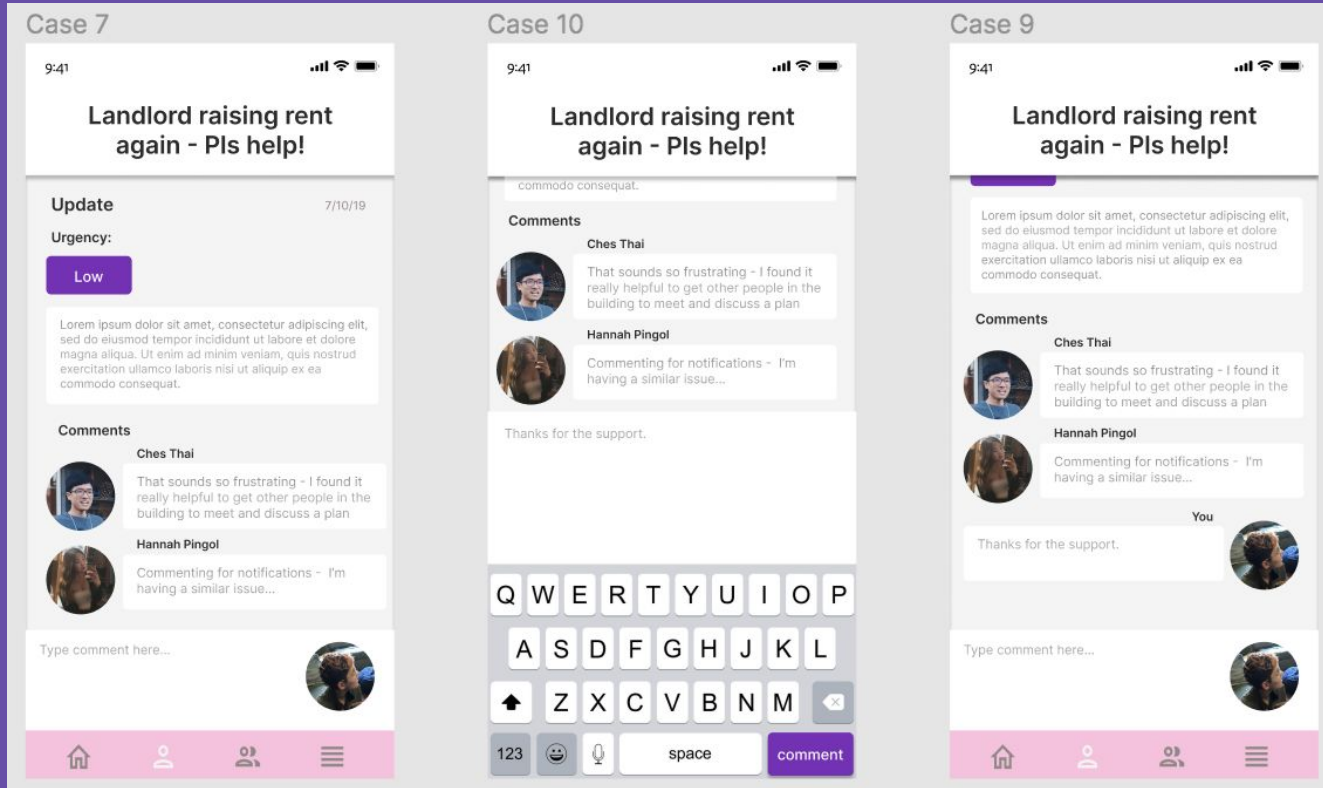 Case 7
9:41
Landlord raising rent
again - Pls help!
Update
7/10/19
Urgency:
Low
Lorem ipsum dolor sit amet, consectetur adipiscing elit,
sed do eiusmod tempor incididunt ut labore et dolore
magna aliqua. Ut enim ad minim veniam, quis nostrud
exercitation ullamco laboris nisi ut aliquip ex ea
commodo consequat.
Comments
Ches Thai
That sounds so frustrating - I found it
really helpful to get other people in the
building to meet and discuss a plan
Hannah Pingol
Commenting for notifications - I'm
having a similar issue...
Type comment here...
Case 10
9:41
Landlord raising rent
again - Pls help!
commodo consequat.
Comments
Ches Thai
That sounds so frustrating - I found it
really helpful to get other people in the
building to meet and discuss a plan
Hannah Pingol
Commenting for notifications - I'm
having a similar issue...
Thanks for the support.
Q W E R T Y U I O P
A S D F G H J K L
Z X C V B N M
123 space comment
Case 9
9:41
Landlord raising rent
again - Pls help!
Lorem ipsum dolor sit amet, consectetur adipiscing elit,
sed do eiusmod tempor incididunt ut labore et dolore
magna aliqua. Ut enim ad minim veniam, quis nostrud
exercitation ullamco laboris nisi ut aliquip ex ea
commodo consequat.
Comments
Ches Thai
That sounds so frustrating - I found it
really helpful to get other people in the
building to meet and discuss a plan
Hannah Pingol
Commenting for notifications - I'm
having a similar issue...
You
Thanks for the support.
Type comment here...